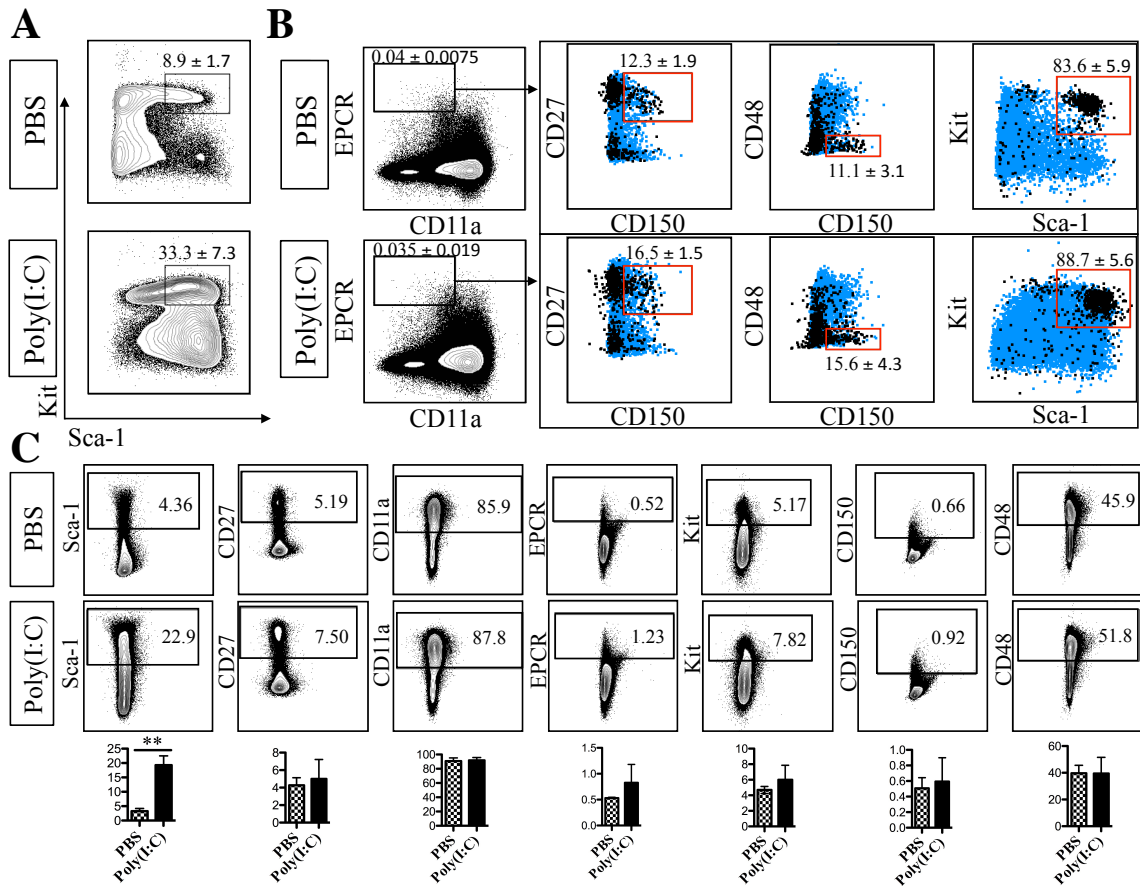 A
B
PBS
Kit
Sca-1
8.9 ± 1.7
PBS
EPCR
0.04 ± 0.0075
CD11a
CD27
12.3 ± 1.9
CD150
CD48
11.1 ± 3.1
CD150
Kit
83.6 ± 5.9
Sca-1
Poly(I:C)
33.3 ± 7.3
Poly(I:C)
EPCR
0.035 ± 0.019
CD11a
CD27
16.5 ± 1.5
CD150
CD48
15.6 ± 4.3
CD150
Kit
88.7 ± 5.6
Sca-1
C
PBS
Sca-1
4.36
CD27
5.19
CD11a
85.9
EPCR
0.52
Kit
5.17
CD150
0.66
CD48
45.9
Poly(I:C)
Sca-1
22.9
CD27
7.50
CD11a
87.8
EPCR
1.23
Kit
7.82
CD150
0.92
CD48
51.8
**
25
20
15
10
5
0
PBS
Poly(I:C)
8
6
4
2
0
PBS
Poly(I:C)
100
80
60
40
20
0
PBS
Poly(I:C)
1.5
1.0
0.5
0.0
PBS
Poly(I:C)
10
8
6
4
2
0
PBS
Poly(I:C)
1.0
0.8
0.6
0.4
0.2
0.0
PBS
Poly(I:C)
60
40
20
0
PBS
Poly(I:C)